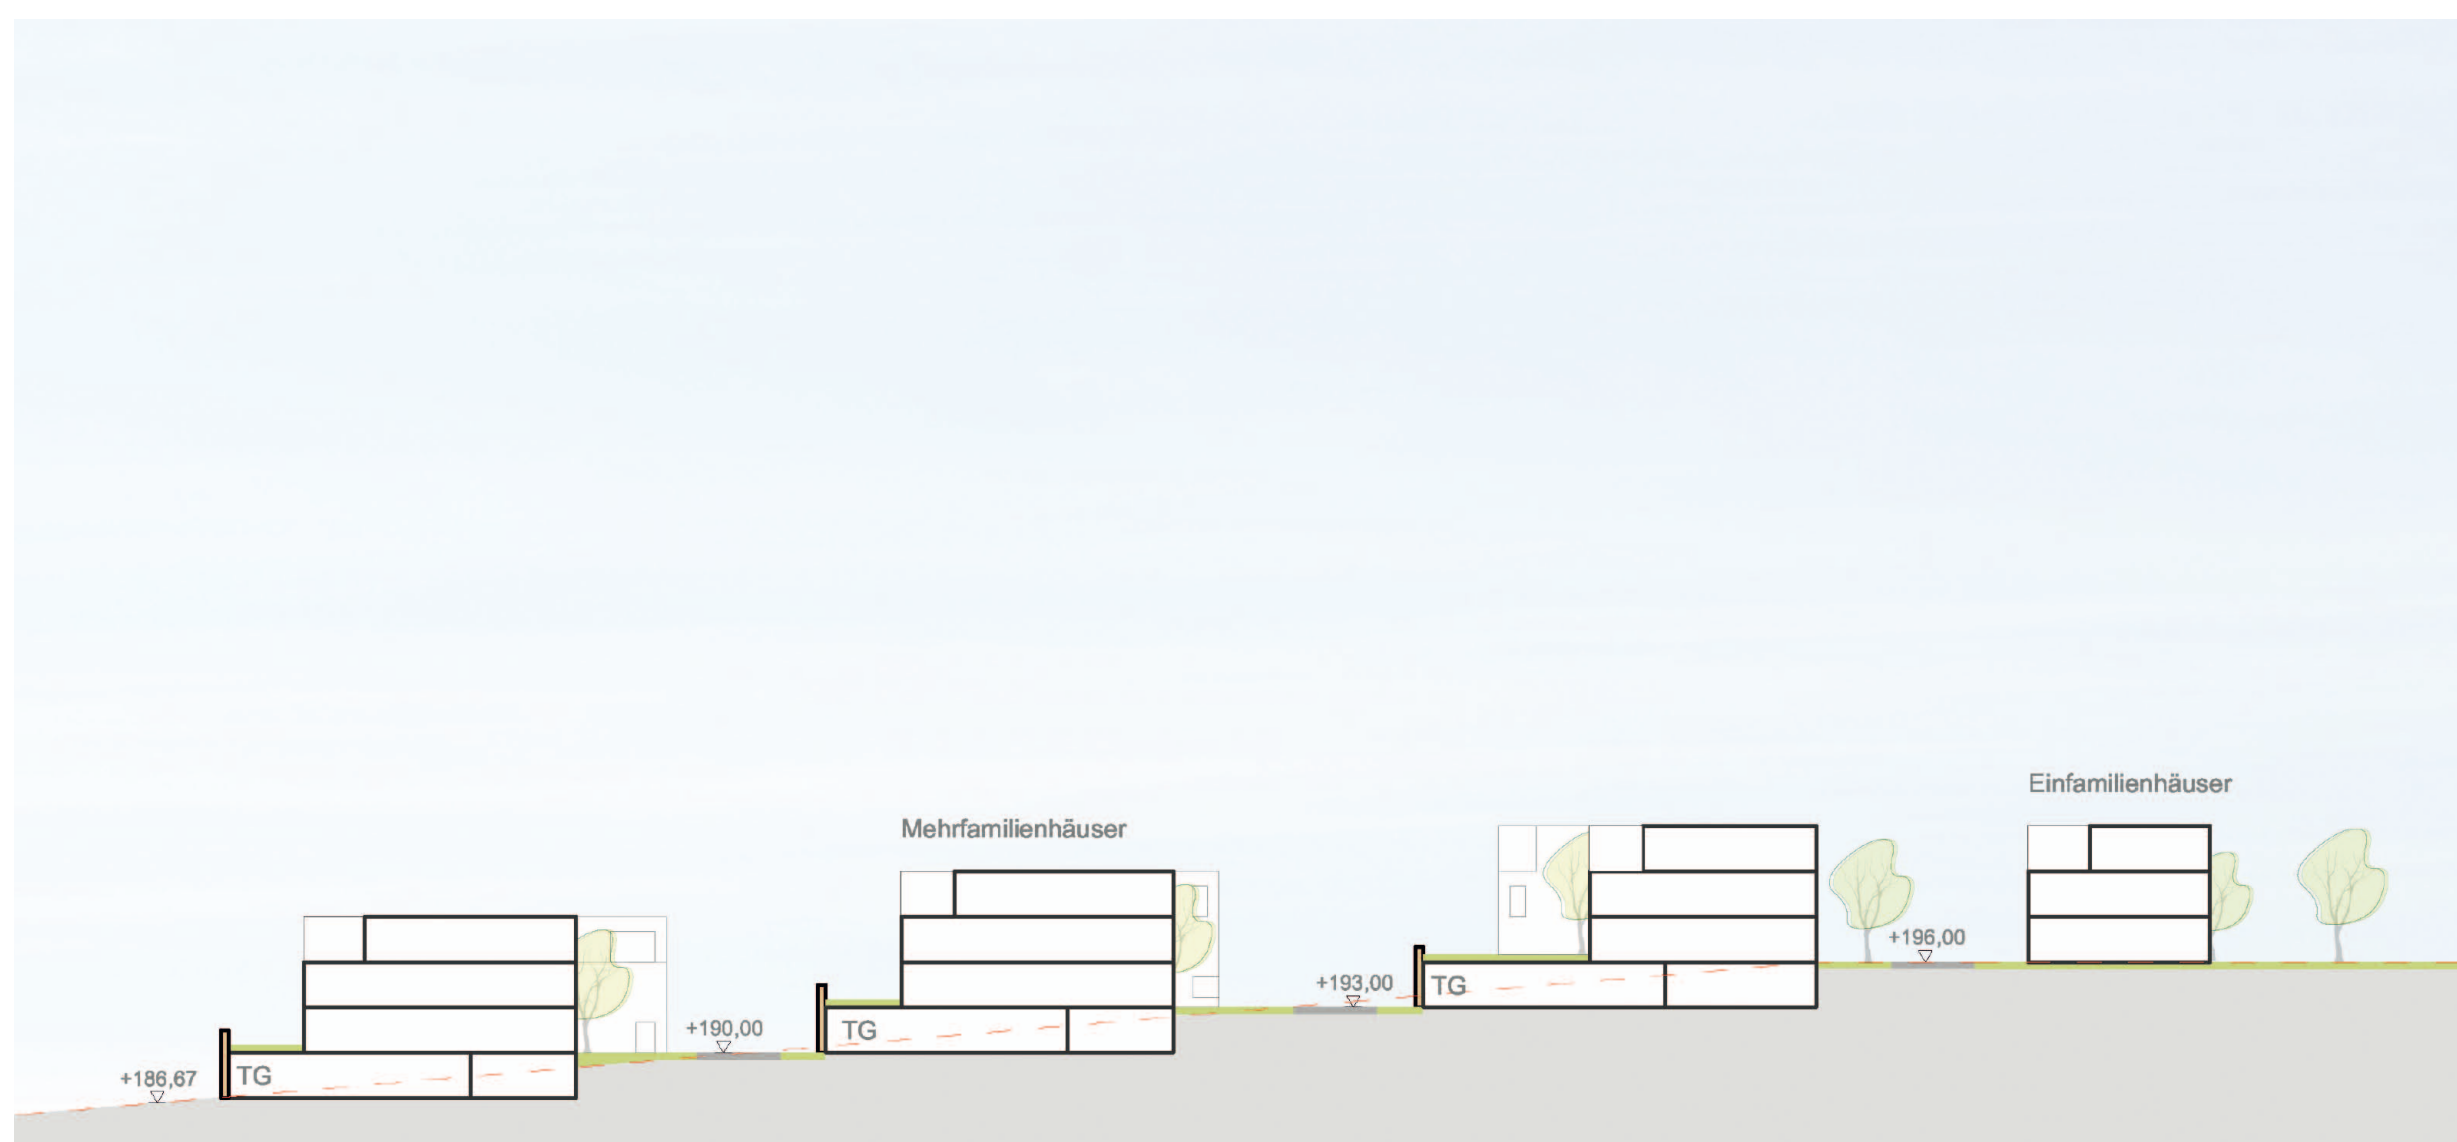 Einfamilienhäuser
Mehrfamilienhäuser
+196,00
+193,00
TG
+190,00
TG
+186,67
TG